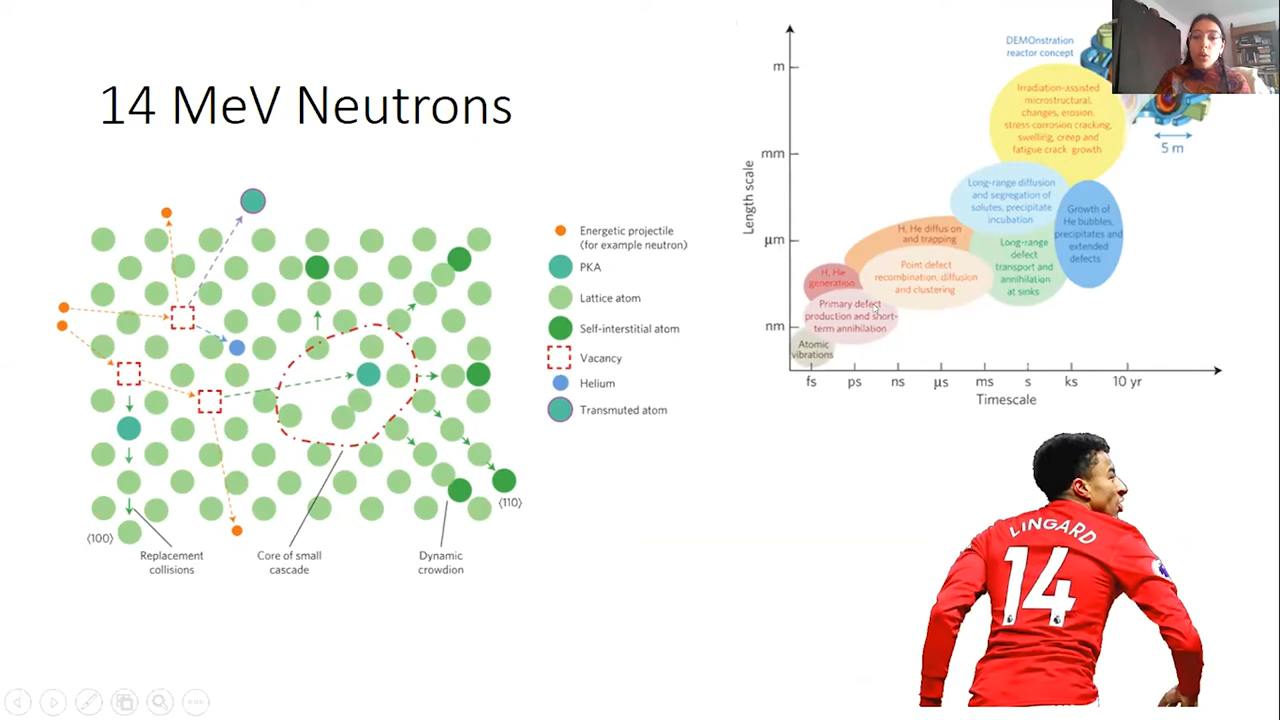 14 MeV Neutrons
Energetic projectile
(for example neutron)
PKA
Lattice atom
Self-interstitial atom
Vacancy
Helium
Transmuted atom
⟨100⟩
Replacement
collisions
Core of small
cascade
Dynamic
crowdion
⟨110⟩
DEMOnstration
reactor concept
5 m
Length scale
m
mm
µm
nm
Irradiation-assisted
microstructural,
changes, erosion,
stress-corrosion cracking,
swelling, creep and
fatigue crack growth
Long-range diffusion
and segregation of
solutes, precipitate
incubation
Growth of
He bubbles,
precipitates and
extended
defects
H, He diffusion
and trapping
Long-range
defect
transport and
annihilation
at sinks
Point defect
recombination, diffusion
and clustering
H, He
generation
Primary defect
production and short-
term annihilation
Atomic
vibrations
fs ps ns µs ms s ks 10 yr
Timescale
LINGARD
14